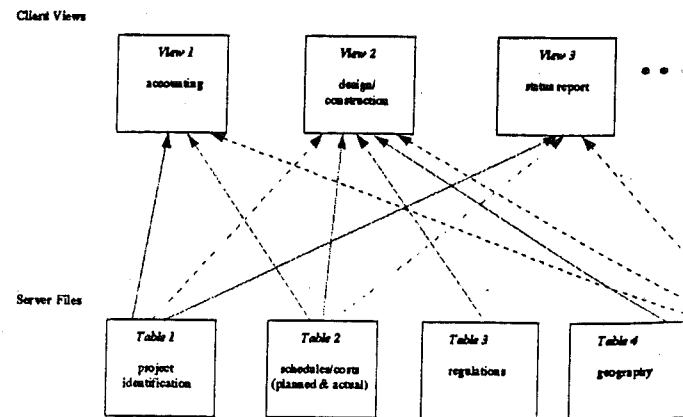 Client Views
View 1
accounting
View 2
design/
construction
View 3
status report
Server Files
Table 1
project
identification
Table 2
schedules/costs
(planned & actual)
Table 3
regulations
Table 4
geography